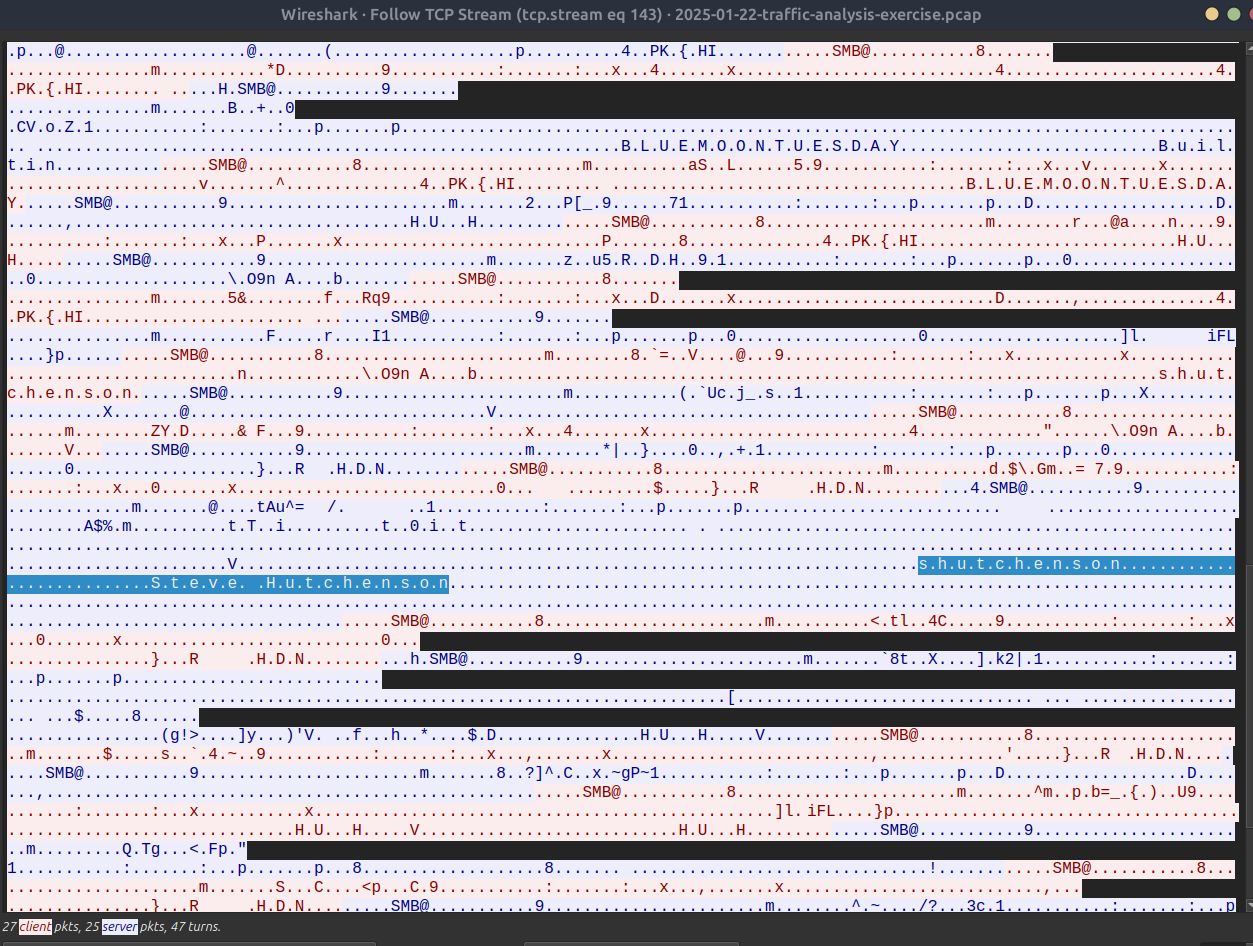 Wireshark · Follow TCP Stream (tcp.stream eq 143) · 2025-01-22-traffic-analysis-exercise.pcap
.p...@...................@.......(...................p..........4..PK.{.HI............SMB@...........8.......
...............m...........*D..........9...........:.......:...x...4.......x...........................4......................4.
.PK.{.HI........ .....H.SMB@...........9.......
...............m.......B..+..0
.CV.o.Z.1...........:.......:...p.......p.......................................................................................
.. ............................................................B.L.U.E.M.O.O.N.T.U.E.S.D.A.Y...........................B.u.i.l.
t.i.n................SMB@...........8.......................m..........aS..L......5.9...........:.......:...x...v.......x.......
....................v.......^..............4..PK.{.HI...............................................B.L.U.E.M.O.O.N.T.U.E.S.D.A.
Y......SMB@...........9.......................m.......2...P[_.9......71...........:.......:...p.......p...D...................D.
......,...................................H.U...H..............SMB@...........8.......................m........r...@a....n....9.
..........:.......:...x...P.......x...........................P.......8..............4..PK.{.HI...........................H.U...
H..........SMB@...........9.......................m........z..u5.R..D.H..9.1...........:.......:...p.......p...0................
...0....................\.O9n A....b............SMB@...........8.......
...............m.......5&........f...Rq9...........:.......:...x...D.......x...........................D.......,..............4.
.PK.{.HI...............................SMB@...........9.......
...............m...........F.....r....I1...........:.......:...p.......p...0...................0....................]l. iFL
....}p...........SMB@...........8.......................m........8.`=..V....@...9...........:.......:...x...........x...........
........................n............\.O9n A....b.......................................................................s.h.u.t.
c.h.e.n.s.o.n......SMB@...........9.......................m...........(.`Uc.j_.s..1...........:.......:...p.......p...X.........
..........X.......@...............................V............................................SMB@...........8.................
......m........ZY.D.....& F...9...........:.......:...x...4.......x...........................4............."......\.O9n A....b.
......V........SMB@...........9.......................m.......*|..}....0..,.+.1...........:.......:...p.......p...0.............
......0...................}...R .H.D.N.............SMB@...........8.......................m..........d.$\.Gm..= 7.9...........:
.......:...x...0.......x...........................0... .........$.....}...R .H.D.N...........4.SMB@...........9..........
.............m.......@....tAu^= /. ..1...........:.......:...p.......p...
........A$%.m..........t.T..i..........t..0.i..t................................................................................
.......................V.......................................................................s.h.u.t.c.h.e.n.s.o.n............
...............S.t.e.v.e. .H.u.t.c.h.e.n.s.o.n..................................................................................
........................................SMB@...........8.......................m..........<.tl..4C.....9...........:.......:...x
...0.......x...........................0...
...............}...R .H.D.N...........h.SMB@...........9.......................m.......`8t..X....].k2|.1...........:.......:
...p.......p...........................
...........................................................................[....................................................
... ...$.....8......
................(g!>....]y...)'V...f...h..*....$.D...............H.U...H.....V............SMB@...........8.....................
..m.......$.....s..`.4.~..9...........:.......:...x...,.......x...........................,.............'.....}...R .H.D.N.....
....SMB@...........9.......................m.......8..?]^.C..x.~gP~1...........:.......:...p.......p...D...................D....
...,........................................................SMB@...........8.......................m.......^m..p.b=_.{.)..U9....
.......:.......:...x...........x................................................]l. iFL....}p...................................
..............................H.U...H.....V...........................H.U...H..............SMB@...........9.....................
..m.........Q.Tg...<.Fp."
1...........:.......:...p.......p...8...................8.......................................!............SMB@...........8...
....................m.......S...C....<p...C.9...........:.......:...x...,.......x...........................,...
...............}...R .H.D.N.............SMB@...........9.......................m........^.~..../?...3c.1...........:.......:...p
27 client pkts, 25 server pkts, 47 turns.